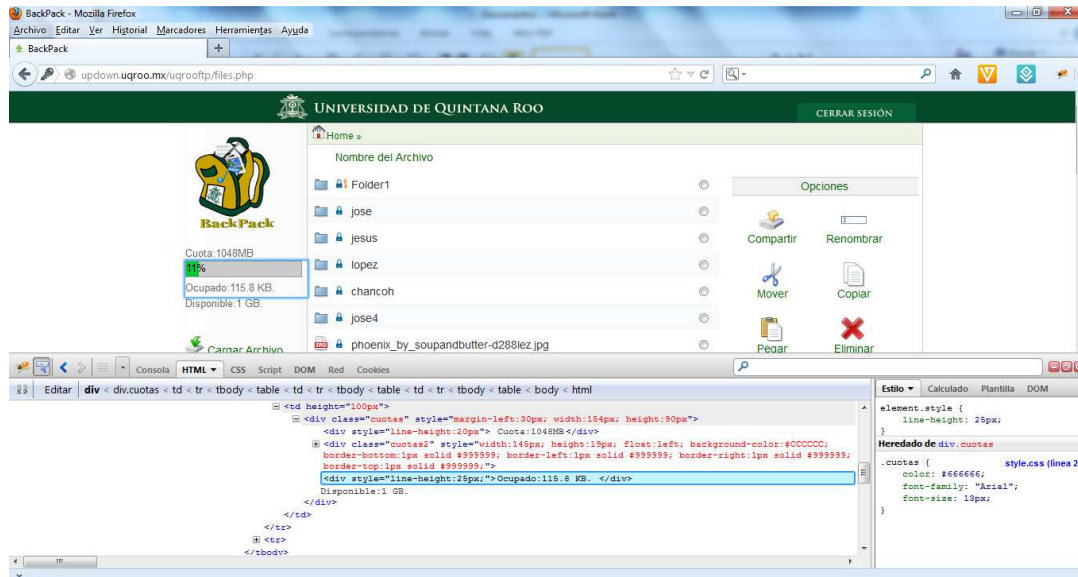 BackPack - Mozilla Firefox
Archivo Editar Ver Historial Marcadores Herramientas Ayuda
BackPack
+
updown.uqroo.mx/uqrooftp/files.php
UNIVERSIDAD DE QUINTANA ROO
CERRAR SESIÓN
Home »
Nombre del Archivo
Folder1
jose
jesus
lopez
chancoh
jose4
phoenix_by_soupandbutter-d288lez.jpg
BackPack
Cuota:1048MB
11%
Ocupado:115.8 KB.
Disponible:1 GB.
Cargar Archivo
Opciones
Compartir Renombrar
Mover Copiar
Pegar Eliminar
Consola HTML CSS Script DOM Red Cookies
Editar div < div.cuotas < td < tr < tbody < table < td < tr < tbody < table < td < tr < tbody < table < body < html
<td height="100px">
<div class="cuotas" style="margin-left:30px; width:154px; height:90px">
<div style="line-height:20px"> Cuota:1048MB</div>
<div class="cuotas2" style="width:145px; height:19px; float:left; background-color:#CCCCCC;
border-bottom:1px solid #999999; border-left:1px solid #999999; border-right:1px solid #999999;
border-top:1px solid #999999;">
<div style="line-height:25px;">Ocupado:115.8 KB. </div>
Disponible:1 GB.
</div>
</td>
</tr>
<tr>
</tbody>
Estilo Calculado Plantilla DOM
element.style {
line-height: 25px;
}
Heredado de div.cuotas
.cuotas { style.css (línea 2
color: #666666;
font-family: "Arial";
font-size: 13px;
}